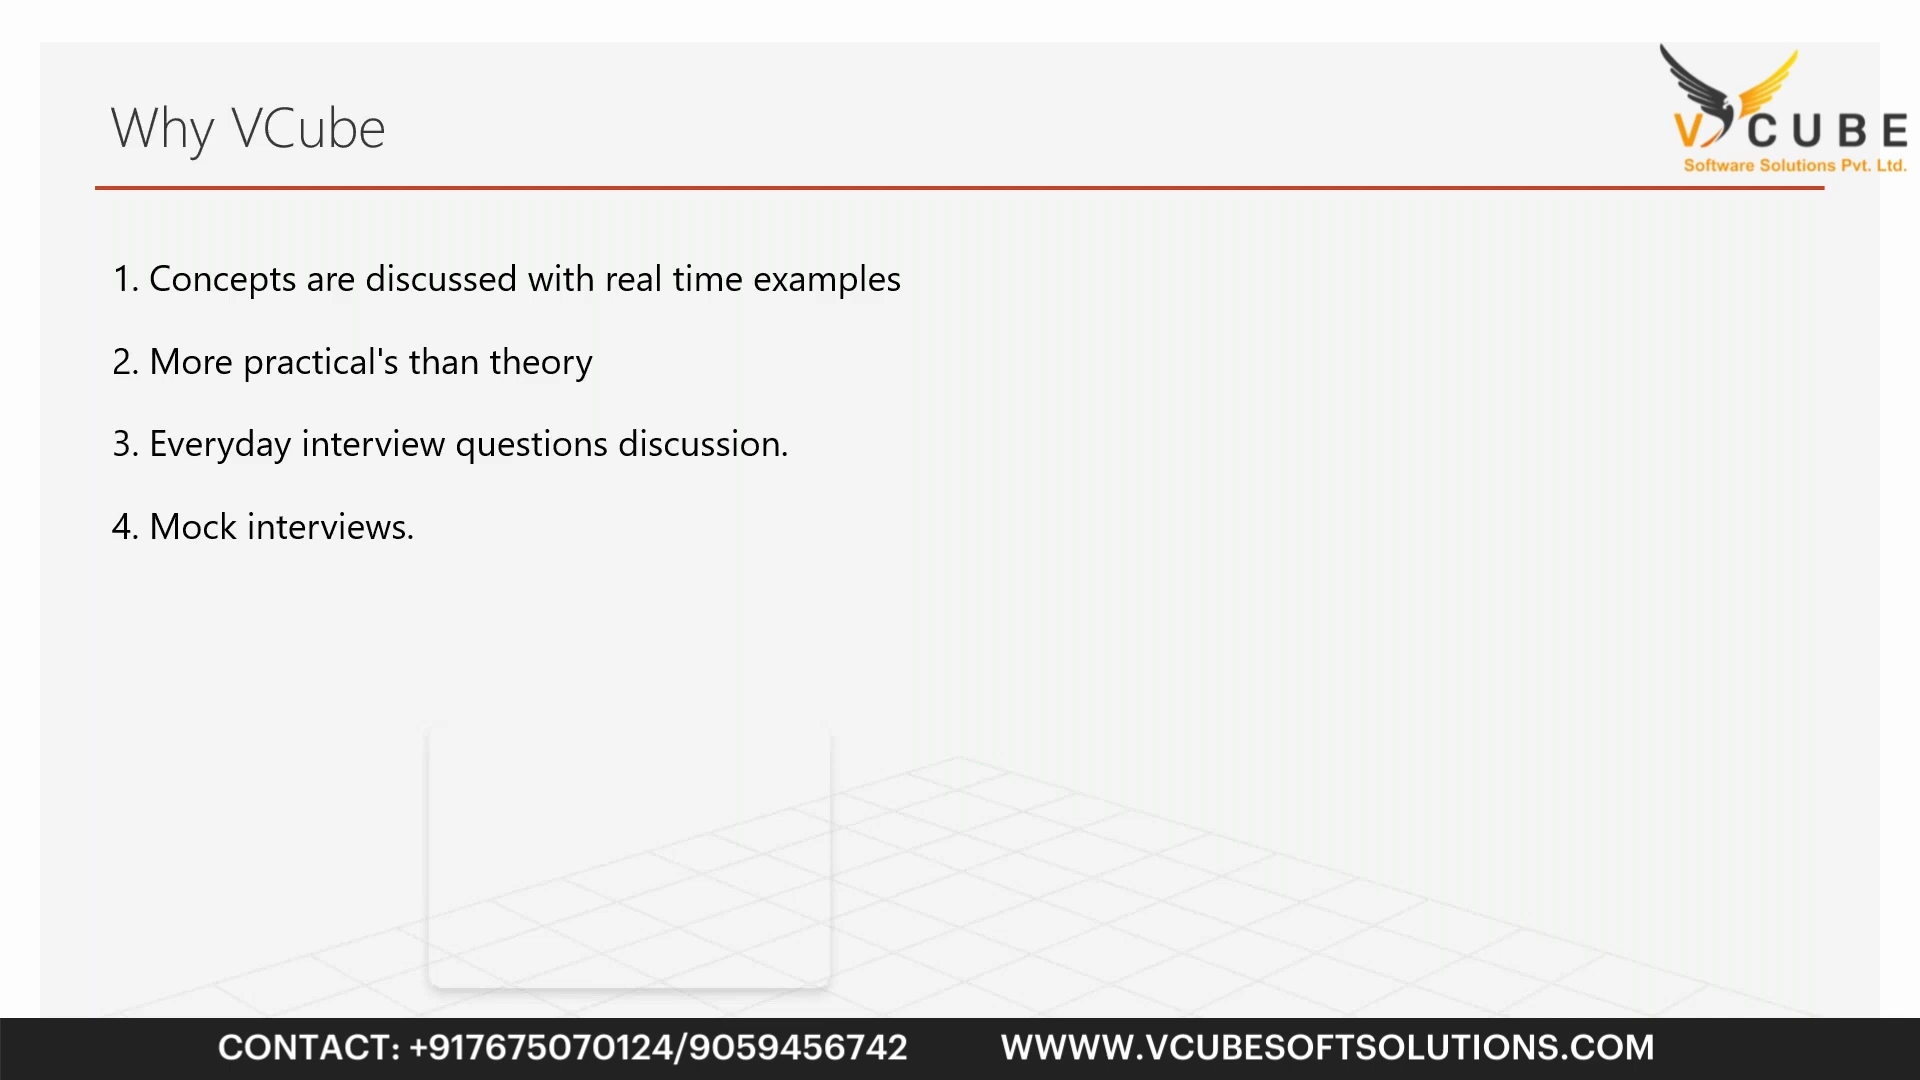 Why VCube
V CUBE
Software Solutions Pvt. Ltd.
1. Concepts are discussed with real time examples
2. More practical's than theory
3. Everyday interview questions discussion.
4. Mock interviews.
CONTACT: +917675070124/9059456742 WWWW.VCUBESOFTSOLUTIONS.COM